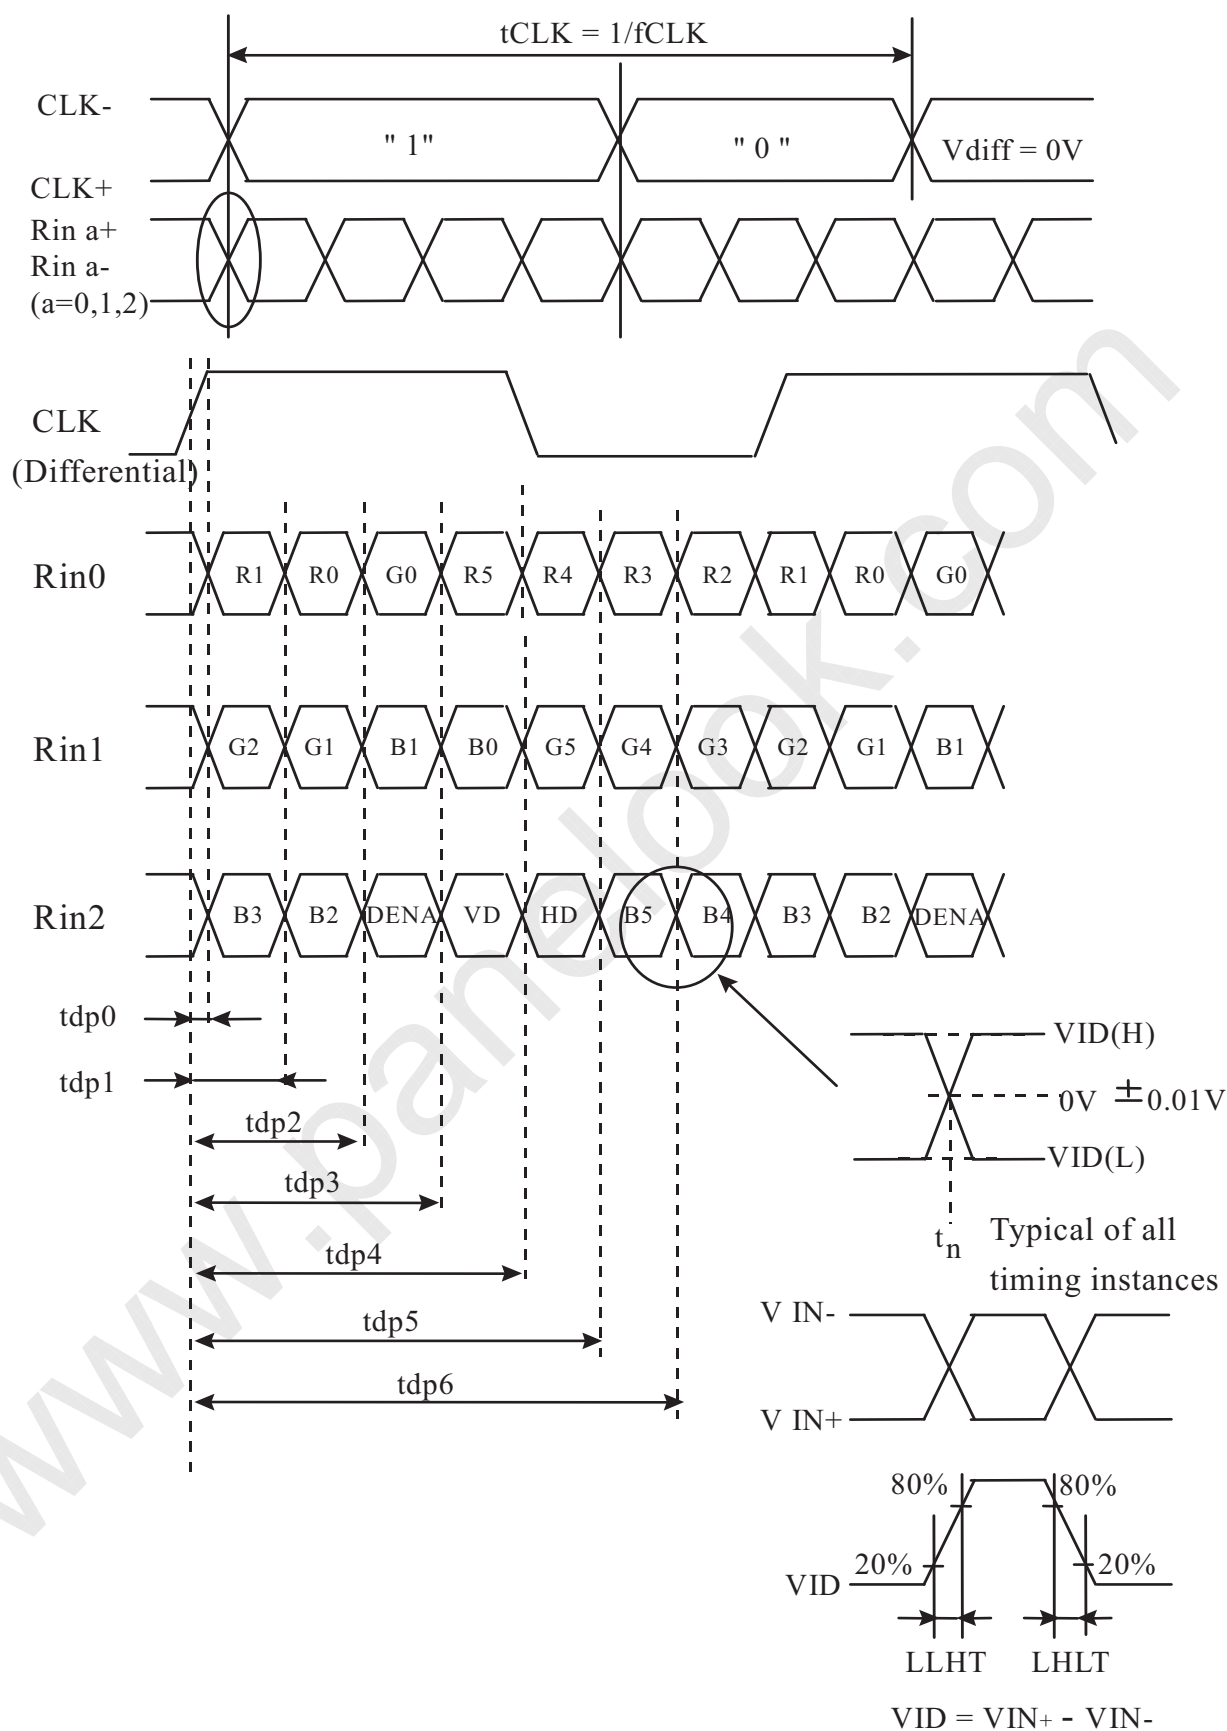 tCLK = 1/fCLK
CLK-
" 1"
" 0 "
Vdiff = 0V
CLK+
Rin a+
Rin a-
(a=0,1,2)
CLK
(Differential)
Rin0
R1 R0 G0 R5 R4 R3 R2 R1 R0 G0
Rin1
G2 G1 B1 B0 G5 G4 G3 G2 G1 B1
Rin2
B3 B2 DENA VD HD B5 B4 B3 B2 DENA
tdp0
tdp1
tdp2
tdp3
tdp4
tdp5
tdp6
VID(H)
0V ±0.01V
VID(L)
tn
Typical of all
timing instances
V IN-
V IN+
80% 80%
20% 20%
VID
LLHT LHLT
VID = VIN+ - VIN-
www.panelook.com